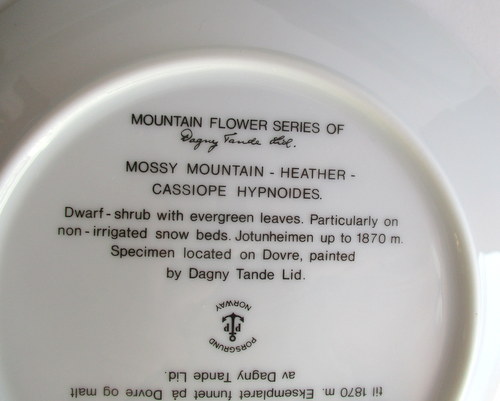 MOUNTAIN FLOWER SERIES OF
Dagny Tande Lid.
MOSSY MOUNTAIN - HEATHER -
CASSIOPE HYPNOIDES.
Dwarf-shrub with evergreen leaves. Particularly on
non-irrigated snow beds. Jotunheimen up to 1870 m.
Specimen located on Dovre, painted
by Dagny Tande Lid.
NORWAY
PP
PORSGRUND
av Dagny Tande Lid.
til 1870 m. Eksemplaret funnet på Dovre og malt